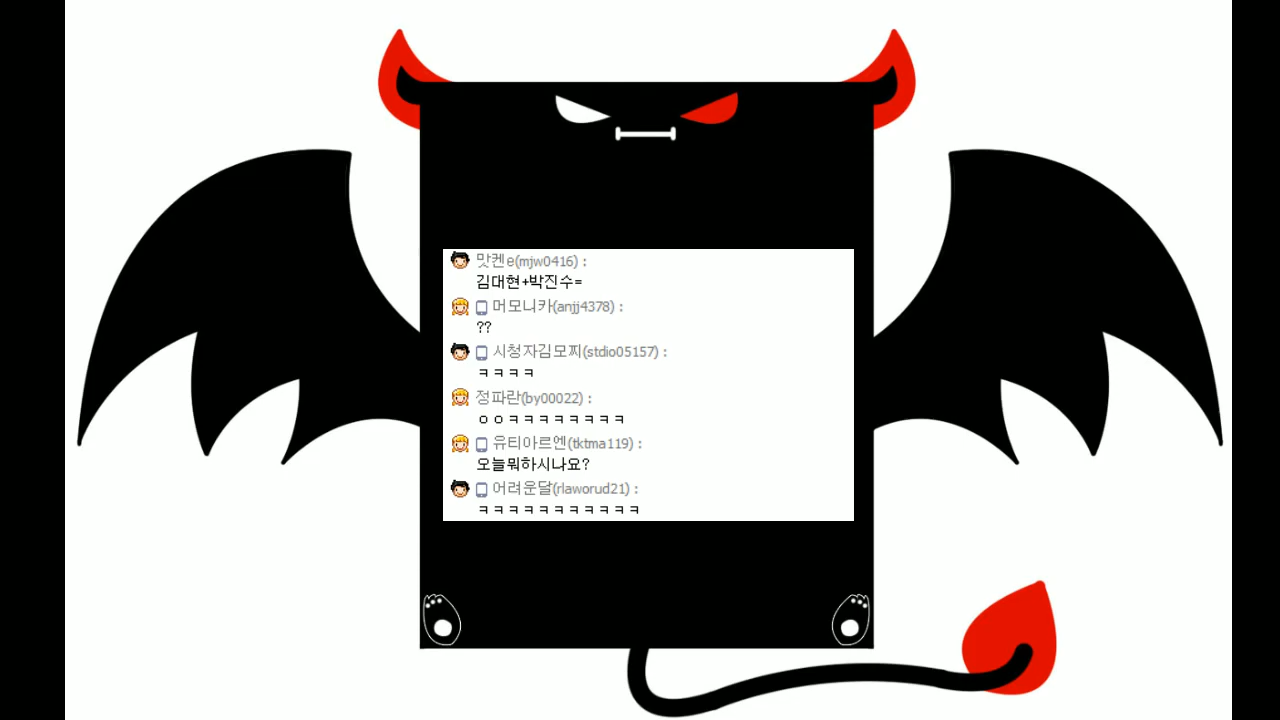 맛켄e(mjw0416) :
김대현+박진수=
머모니카(anjj4378) :
??
시청자김모찌(stdio05157) :
ㅋㅋㅋㅋ
정파란(by00022) :
ㅇㅇㅋㅋㅋㅋㅋㅋㅋㅋ
유티아르엔(tktma119) :
오늘뭐하시나요?
어려운달(rlaworud21) :
ㅋㅋㅋㅋㅋㅋㅋㅋㅋㅋㅋ